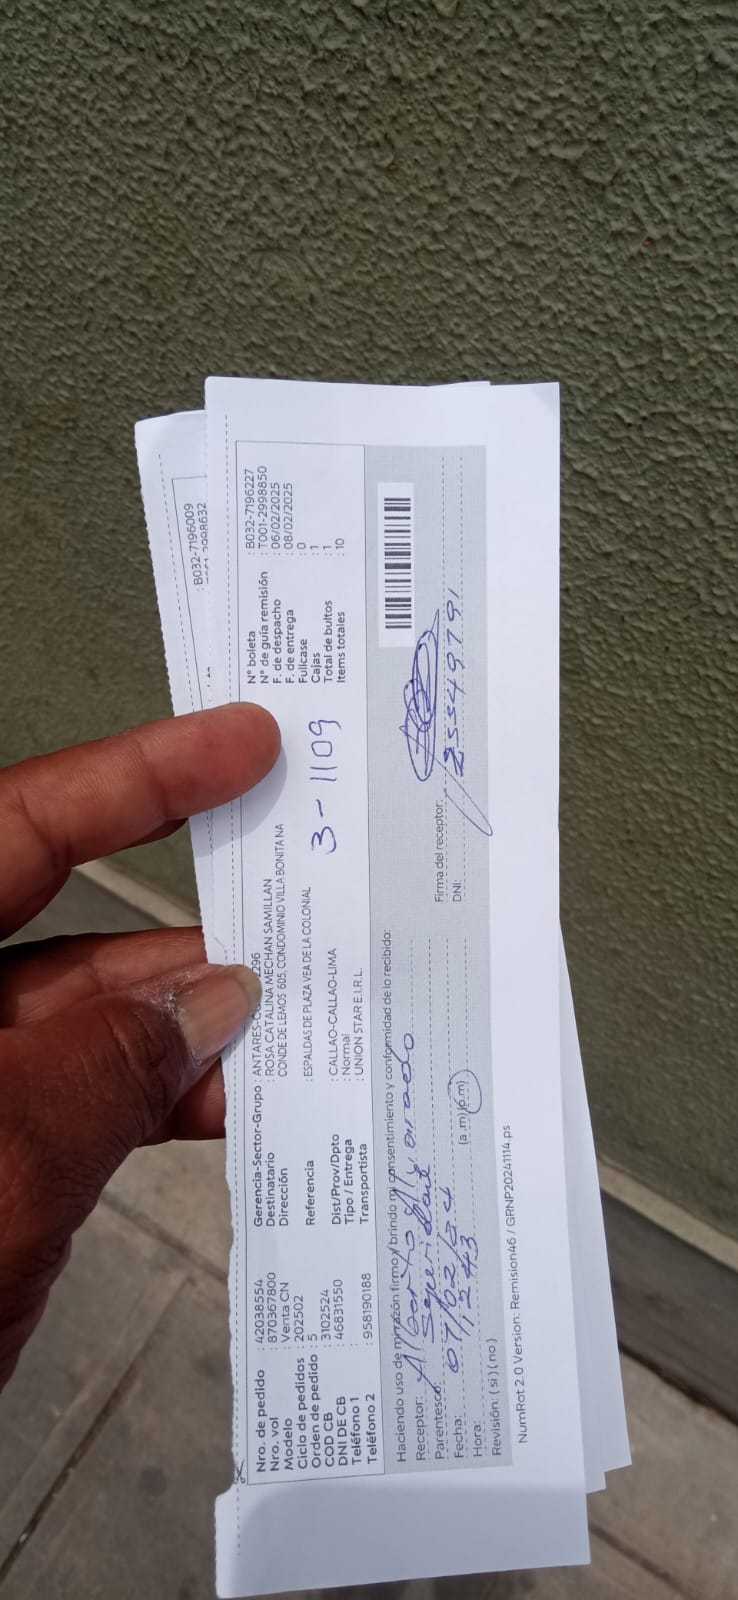 : B032-7196009
Nro. de pedido : 42038554
Nro. vol : 870367800
Modelo : Venta CN
Ciclo de pedidos : 202502
Orden de pedido : 5
COD CB : 3102524
DNI DE CB : 46831550
Teléfono 1 :
Teléfono 2 : 958190188
Gerencia-Sector-Grupo : ANTARES-
Destinatario : ROSA CATALINA MECHAN SAMILLAN
Dirección CONDE DE LEMOS 605, CONDOMINIO VILLA BONITA NA
Referencia : ESPALDAS DE PLAZA VEA DE LA COLONIAL
Dist/Prov/Dpto : CALLAO-CALLAO-LIMA
Tipo / Entrega : Normal
Transportista : UNION STAR E.I.R.L.
3-1109
N° boleta : B032-7196227
N° de guía remisión : T001-2998850
F. de despacho : 06/02/2025
F. de entrega : 08/02/2025
Fullcase : 0
Cajas : 1
Total de bultos : 1
Items totales : 10
Haciendo uso de mi razón firmo y brindo mi consentimiento y conformidad de lo recibido:
Receptor: Alberto Alvarado
Parentesco:
Fecha: 07/02/24
Hora: 1,243 (a.m) (p.m)
Revisión: ( si ) ( no )
Firma del receptor:
DNI: 25549791
NumRot 2.0 Version: Remision46 / GRNP20241114.ps